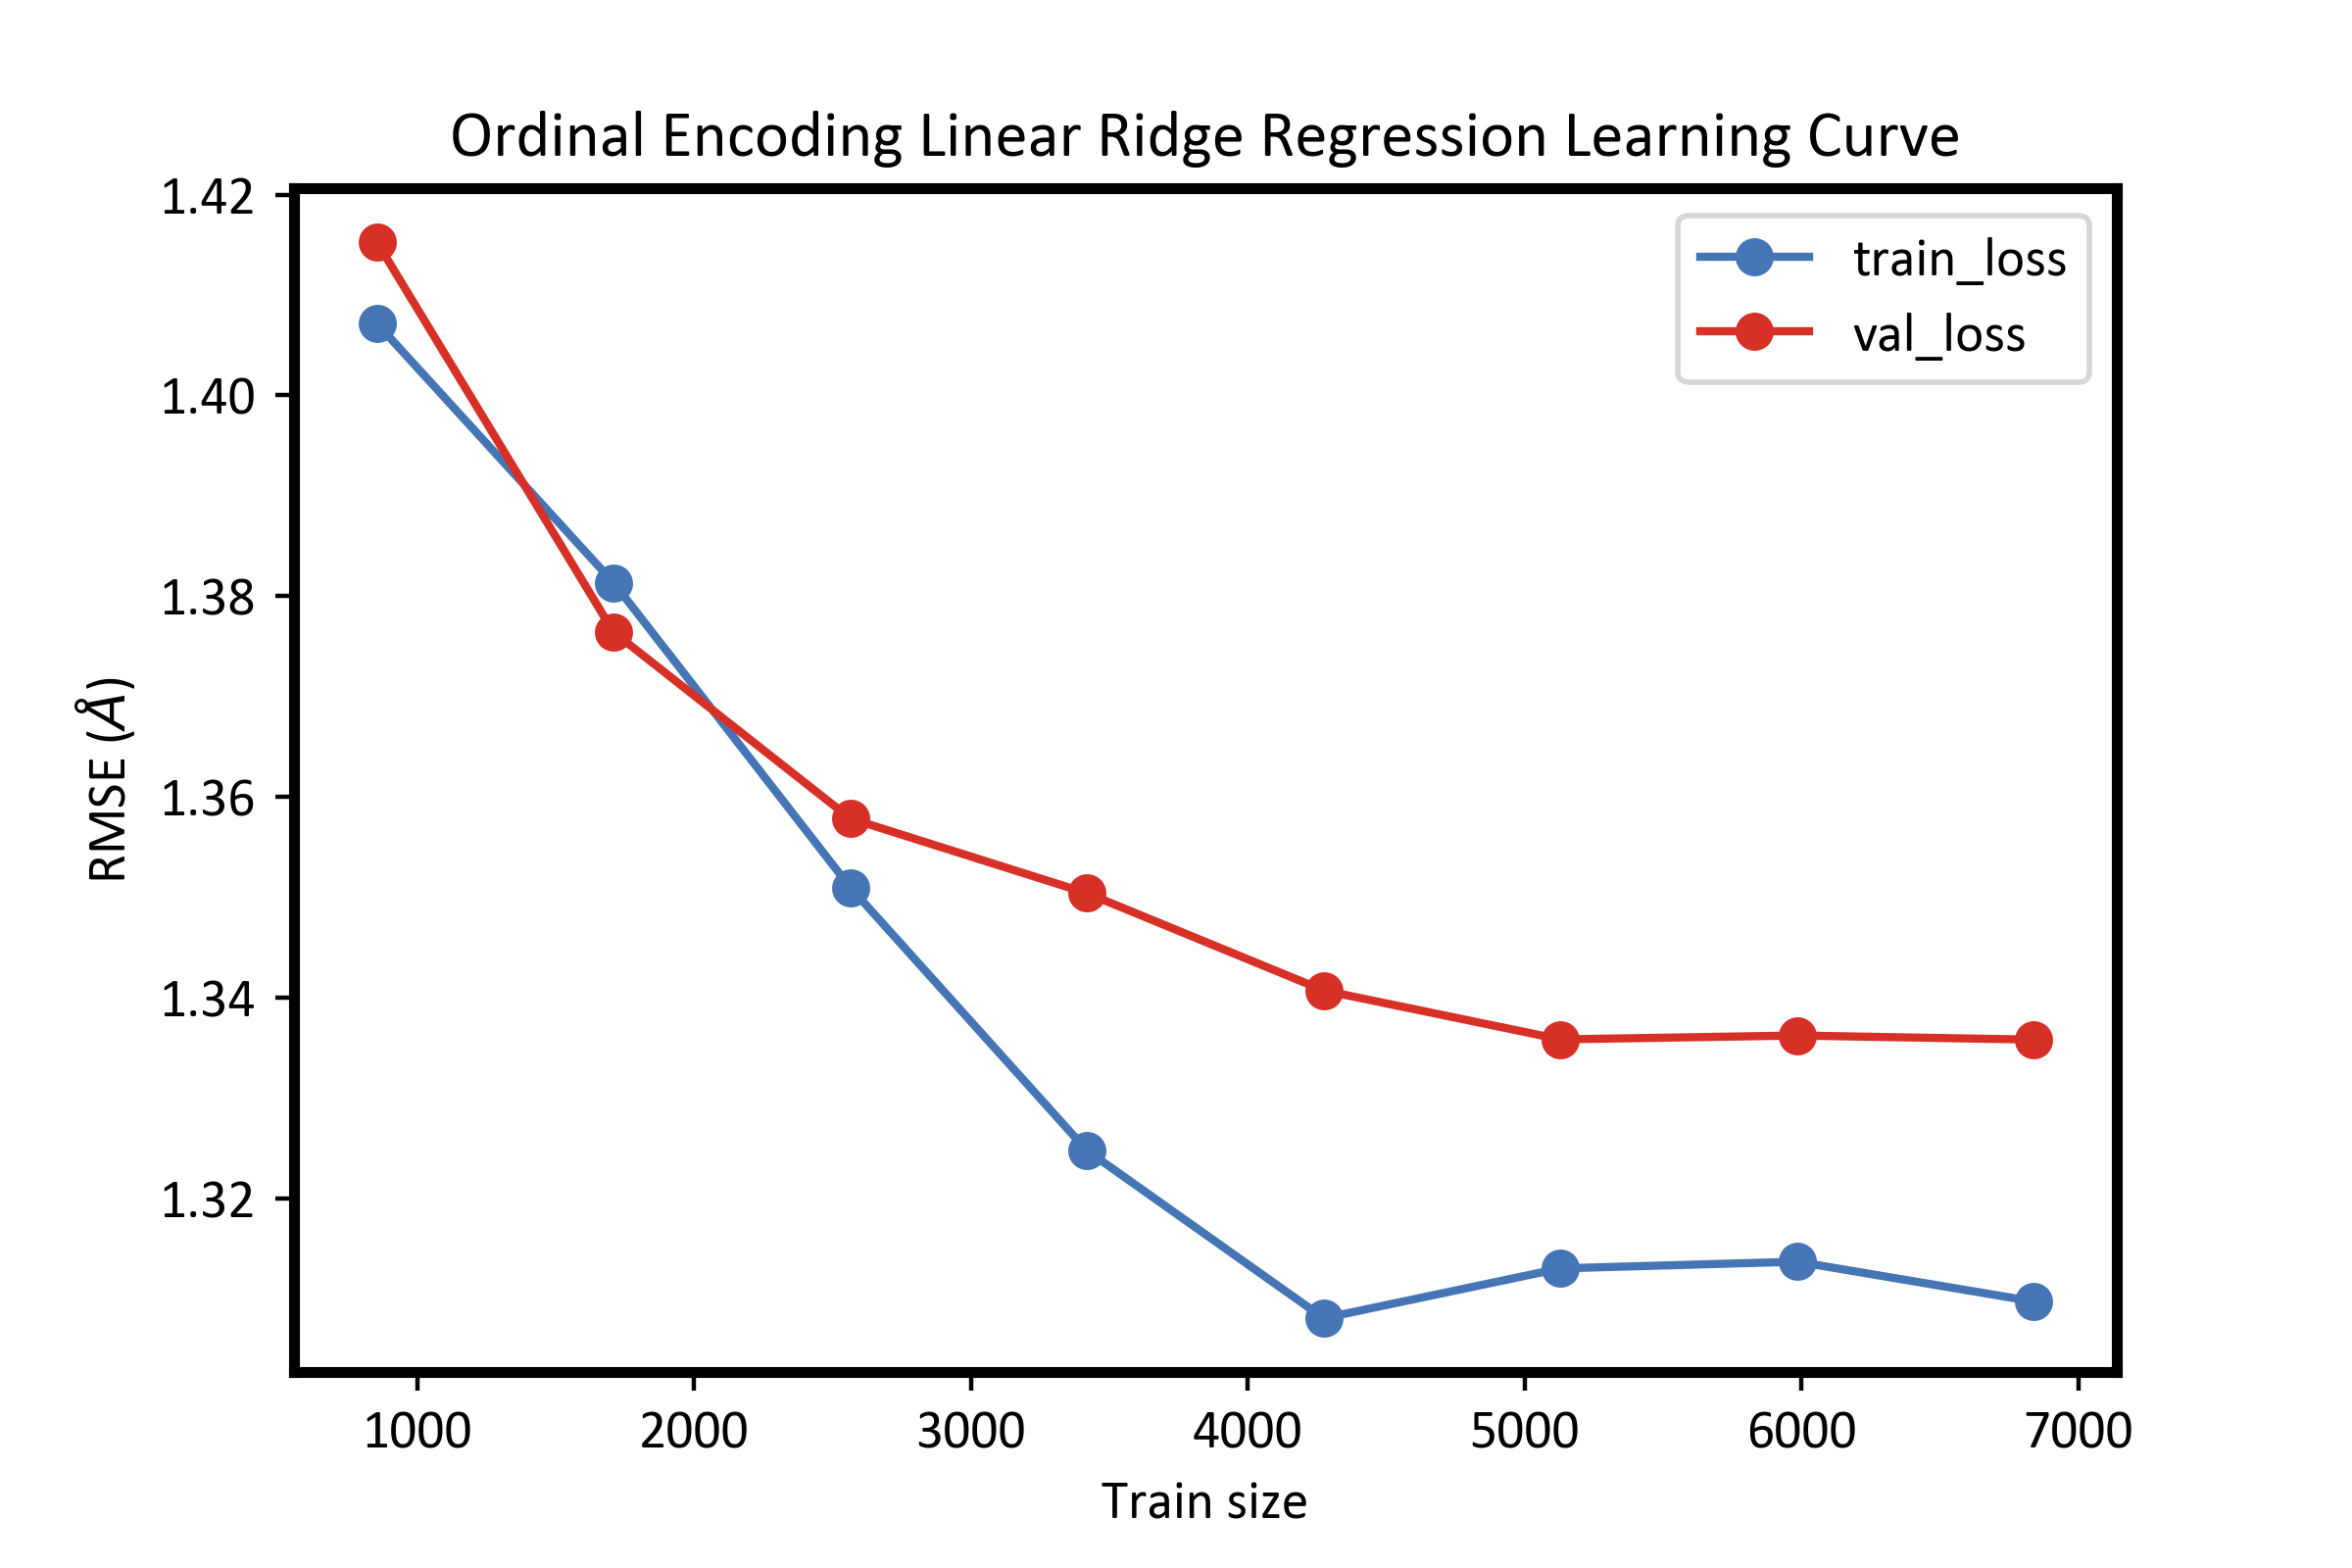 Ordinal Encoding Linear Ridge Regression Learning Curve
1.42
1.40
1.38
1.36
1.34
1.32
RMSE (Å)
train_loss
val_loss
1000 2000 3000 4000 5000 6000 7000
Train size